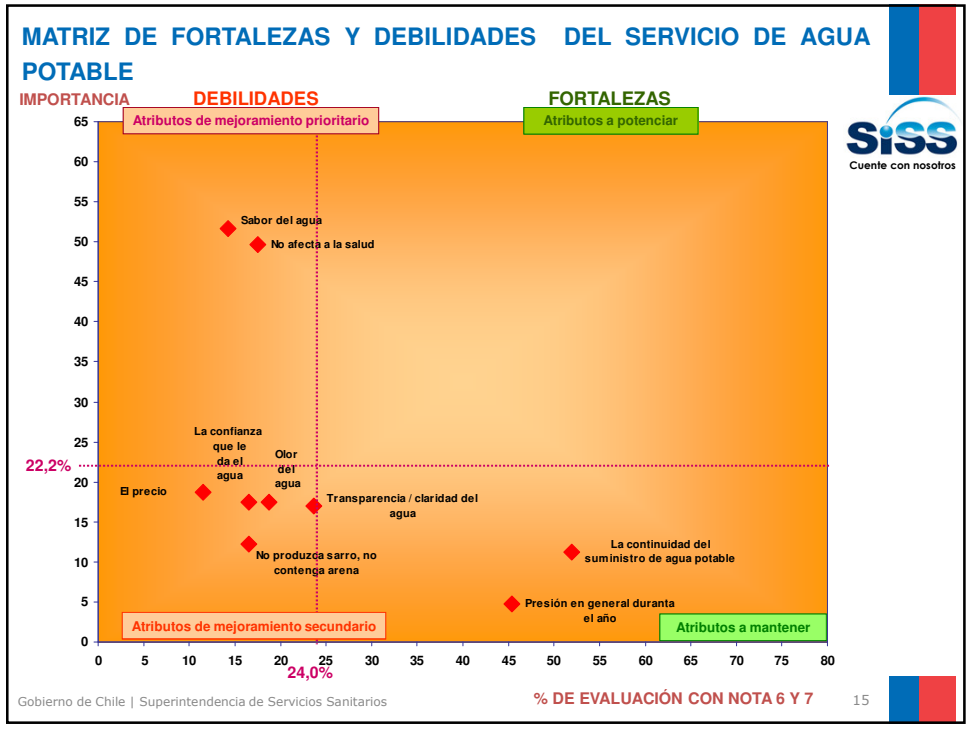 MATRIZ DE FORTALEZAS Y DEBILIDADES DEL SERVICIO DE AGUA
POTABLE
IMPORTANCIA
DEBILIDADES
FORTALEZAS
Atributos de mejoramiento prioritario
Atributos a potenciar
SiSS
Cuente con nosotros
65
60
55
50
45
40
35
30
25
20
15
10
5
0
22,2%
Sabor del agua
No afecta a la salud
La confianza
que le
da el
agua
Olor
del
agua
El precio
Transparencia / claridad del
agua
No produzca sarro, no
contenga arena
La continuidad del
suministro de agua potable
Presión en general durante
el año
Atributos de mejoramiento secundario
Atributos a mantener
0 5 10 15 20 25 30 35 40 45 50 55 60 65 70 75 80
24,0%
% DE EVALUACIÓN CON NOTA 6 Y 7
Gobierno de Chile | Superintendencia de Servicios Sanitarios
15